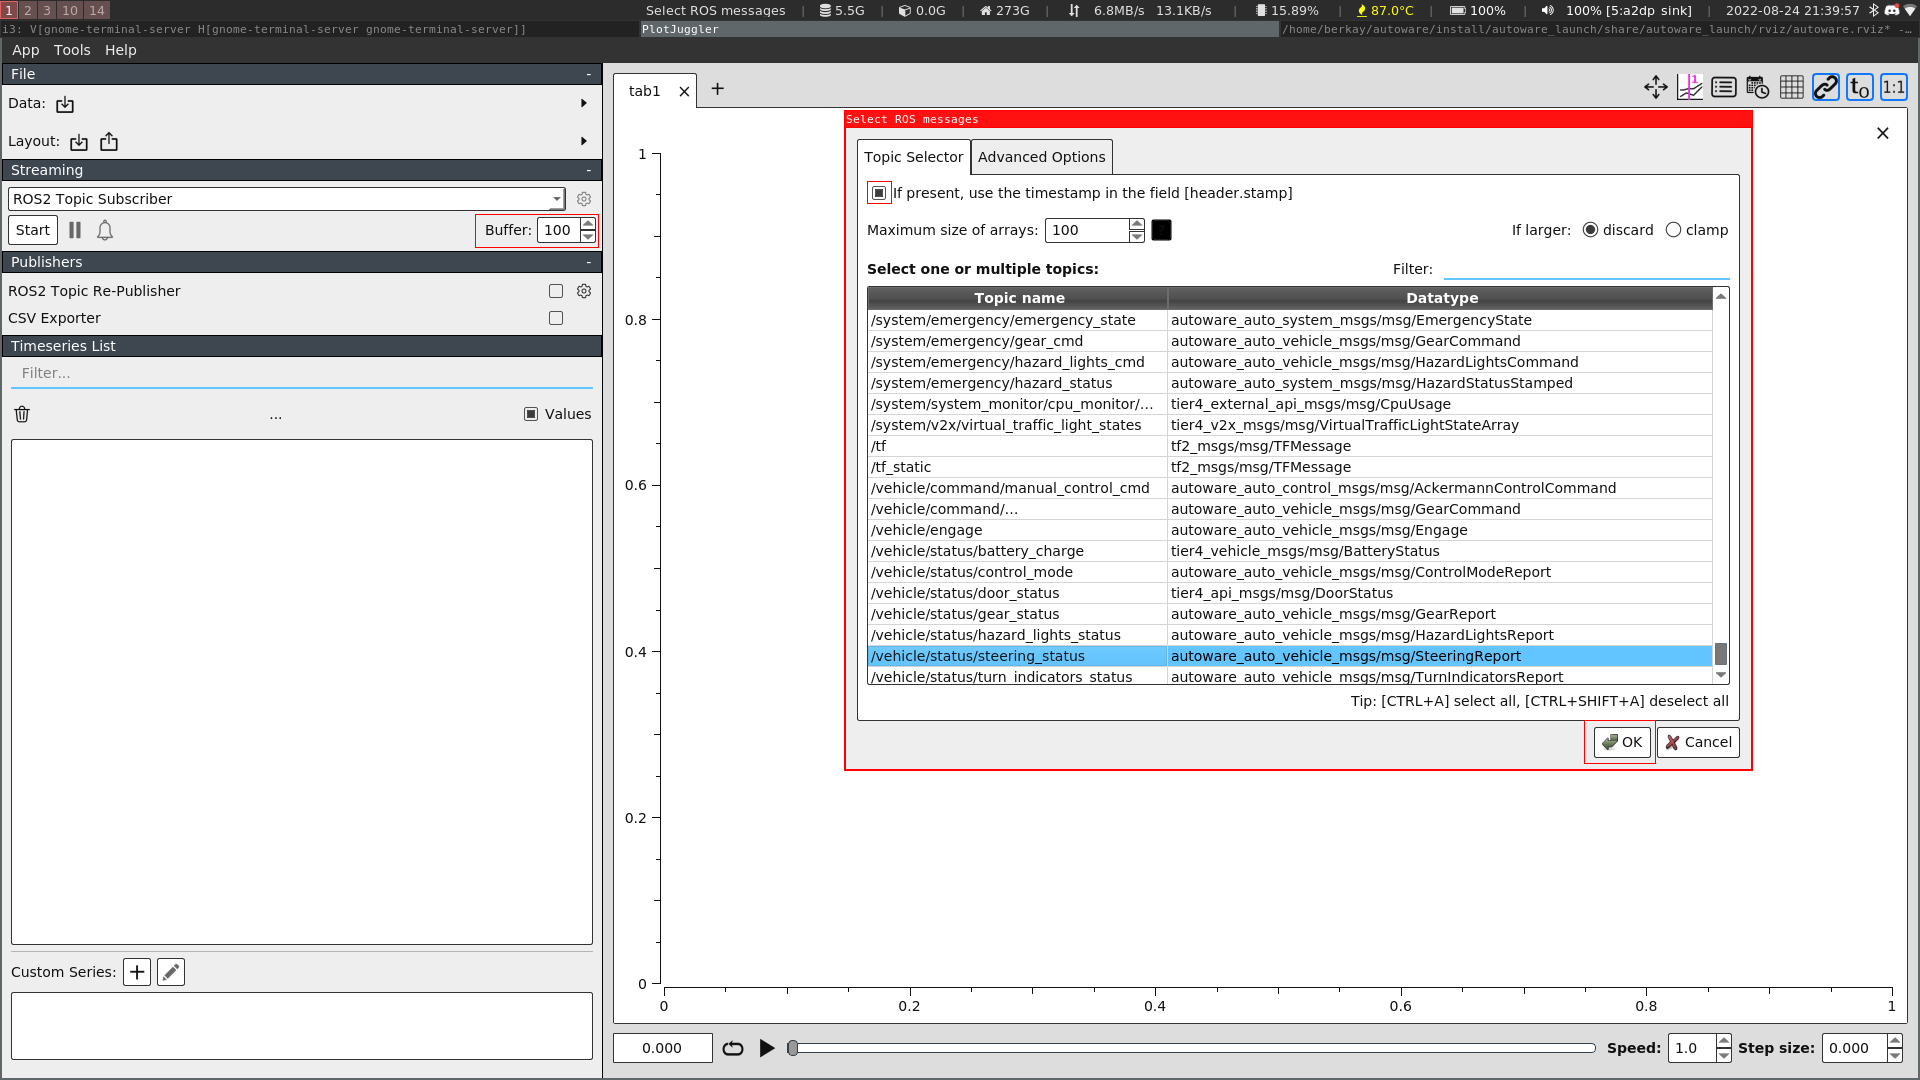 1 2 3 10 14 Select ROS messages | 5.5G | 0.0G | 273G | 6.8MB/s 13.1KB/s | 15.89% | 87.0°C | 100% | 100% [5:a2dp_sink] | 2022-08-24 21:39:57
i3: V[gnome-terminal-server H[gnome-terminal-server gnome-terminal-server]] PlotJuggler /home/berkay/autoware/install/autoware_launch/share/autoware_launch/rviz/autoware.rviz* -…
App Tools Help
File -
Data:
Layout:
Streaming -
ROS2 Topic Subscriber
Start Buffer: 100
Publishers -
ROS2 Topic Re-Publisher
CSV Exporter
Timeseries List
Filter...
... Values
Custom Series:
tab1
t0 1:1
1
0.8
0.6
0.4
0.2
0
0 0.2 0.4 0.6 0.8 1
Select ROS messages
Topic Selector Advanced Options
If present, use the timestamp in the field [header.stamp]
Maximum size of arrays: 100 If larger: discard clamp
Select one or multiple topics: Filter:
Topic name Datatype
/system/emergency/emergency_state autoware_auto_system_msgs/msg/EmergencyState
/system/emergency/gear_cmd autoware_auto_vehicle_msgs/msg/GearCommand
/system/emergency/hazard_lights_cmd autoware_auto_vehicle_msgs/msg/HazardLightsCommand
/system/emergency/hazard_status autoware_auto_system_msgs/msg/HazardStatusStamped
/system/system_monitor/cpu_monitor/... tier4_external_api_msgs/msg/CpuUsage
/system/v2x/virtual_traffic_light_states tier4_v2x_msgs/msg/VirtualTrafficLightStateArray
/tf tf2_msgs/msg/TFMessage
/tf_static tf2_msgs/msg/TFMessage
/vehicle/command/manual_control_cmd autoware_auto_control_msgs/msg/AckermannControlCommand
/vehicle/command/... autoware_auto_vehicle_msgs/msg/GearCommand
/vehicle/engage autoware_auto_vehicle_msgs/msg/Engage
/vehicle/status/battery_charge tier4_vehicle_msgs/msg/BatteryStatus
/vehicle/status/control_mode autoware_auto_vehicle_msgs/msg/ControlModeReport
/vehicle/status/door_status tier4_api_msgs/msg/DoorStatus
/vehicle/status/gear_status autoware_auto_vehicle_msgs/msg/GearReport
/vehicle/status/hazard_lights_status autoware_auto_vehicle_msgs/msg/HazardLightsReport
/vehicle/status/steering_status autoware_auto_vehicle_msgs/msg/SteeringReport
/vehicle/status/turn_indicators_status autoware_auto_vehicle_msgs/msg/TurnIndicatorsReport
Tip: [CTRL+A] select all, [CTRL+SHIFT+A] deselect all
OK Cancel
0.000 Speed: 1.0 Step size: 0.000